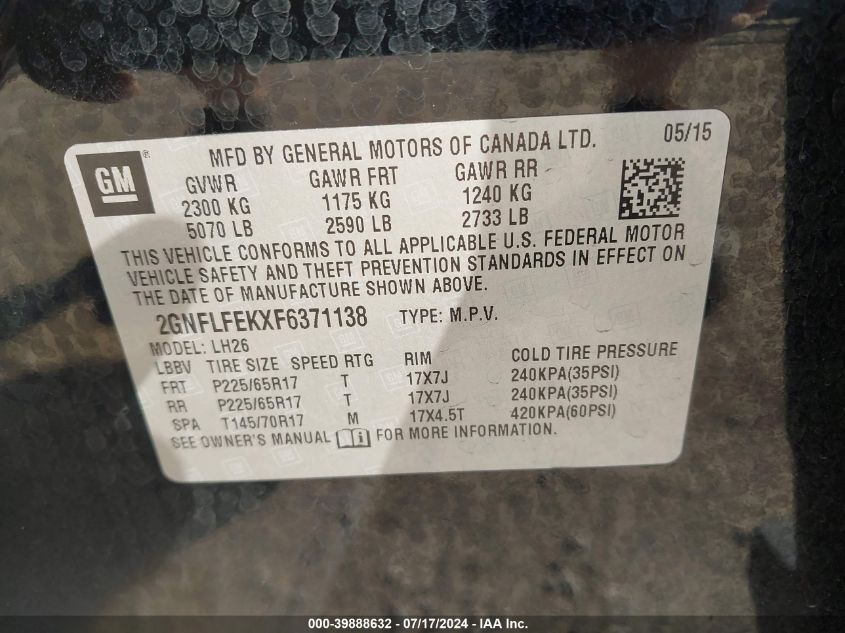 GM ®
MFD BY GENERAL MOTORS OF CANADA LTD.
05/15
GVWR GAWR FRT GAWR RR
2300 KG 1175 KG 1240 KG
5070 LB 2590 LB 2733 LB
THIS VEHICLE CONFORMS TO ALL APPLICABLE U.S. FEDERAL MOTOR
VEHICLE SAFETY AND THEFT PREVENTION STANDARDS IN EFFECT ON
THE DATE OF MANUFACTURE SHOWN ABOVE.
2GNFLFEKXF6371138 TYPE: M.P.V.
MODEL: LH26
LBBV TIRE SIZE SPEED RTG RIM COLD TIRE PRESSURE
FRT P225/65R17 T 17X7J 240KPA(35PSI)
RR P225/65R17 T 17X7J 240KPA(35PSI)
SPA T145/70R17 M 17X4.5T 420KPA(60PSI)
SEE OWNER'S MANUAL FOR MORE INFORMATION.
000-39888632 - 07/17/2024 - IAA Inc.